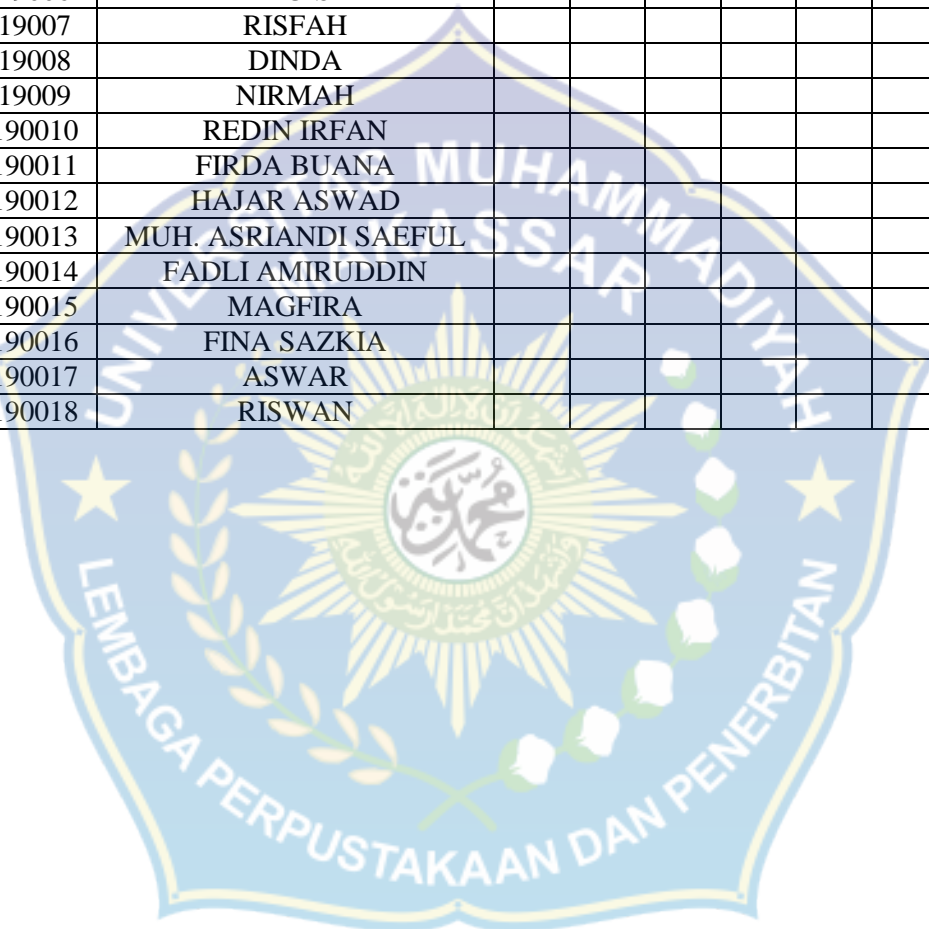 19007 RISFAH
19008 DINDA
19009 NIRMAH
90010 REDIN IRFAN
90011 FIRDA BUANA
90012 HAJAR ASWAD
90013 MUH. ASRIANDI SAEFUL
90014 FADLI AMIRUDDIN
90015 MAGFIRA
90016 FINA SAZKIA
90017 ASWAR
90018 RISWAN
UNIVERSITAS MUHAMMADIYAH
MAKASSAR
LEMBAGA PERPUSTAKAAN DAN PENERBITAN